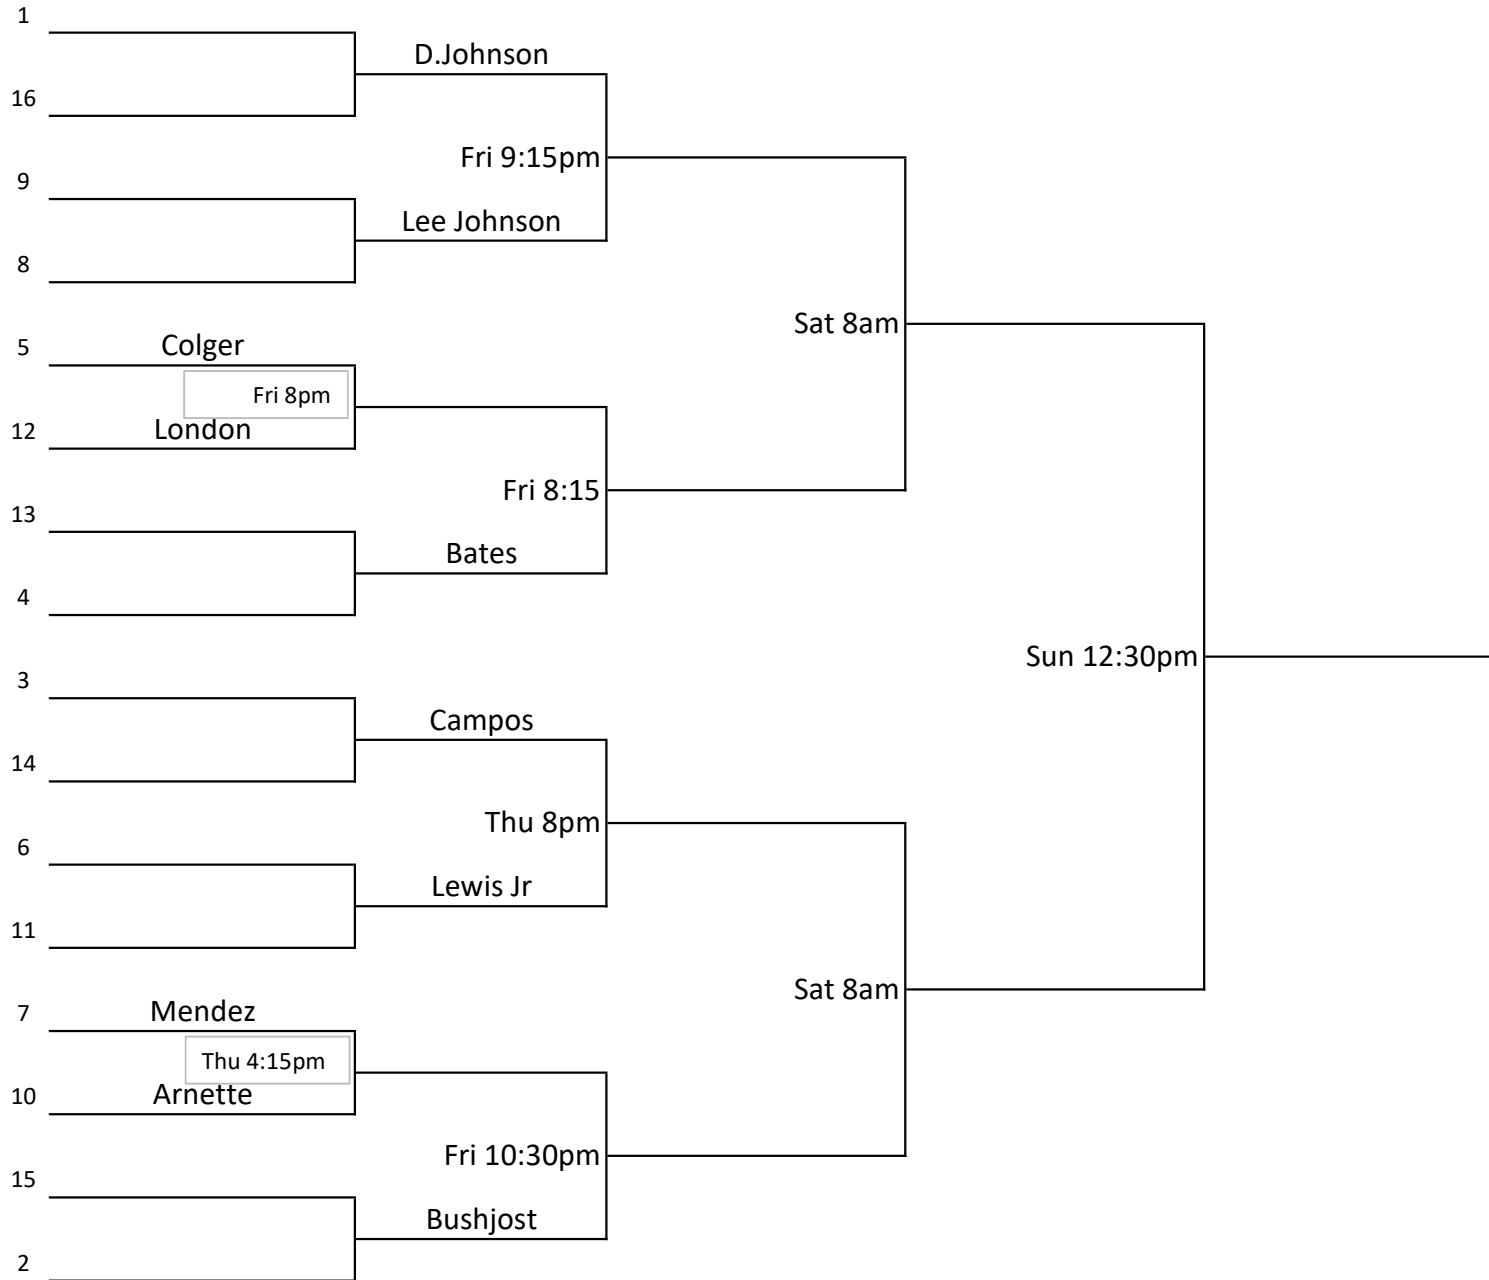 1
D.Johnson
16
Fri 9:15pm
9
Lee Johnson
8
Sat 8am
5
Colger
Fri 8pm
12
London
Fri 8:15
13
Bates
4
Sun 12:30pm
3
Campos
14
Thu 8pm
6
Lewis Jr
11
Sat 8am
7
Mendez
Thu 4:15pm
10
Arnette
Fri 10:30pm
15
Bushjost
2